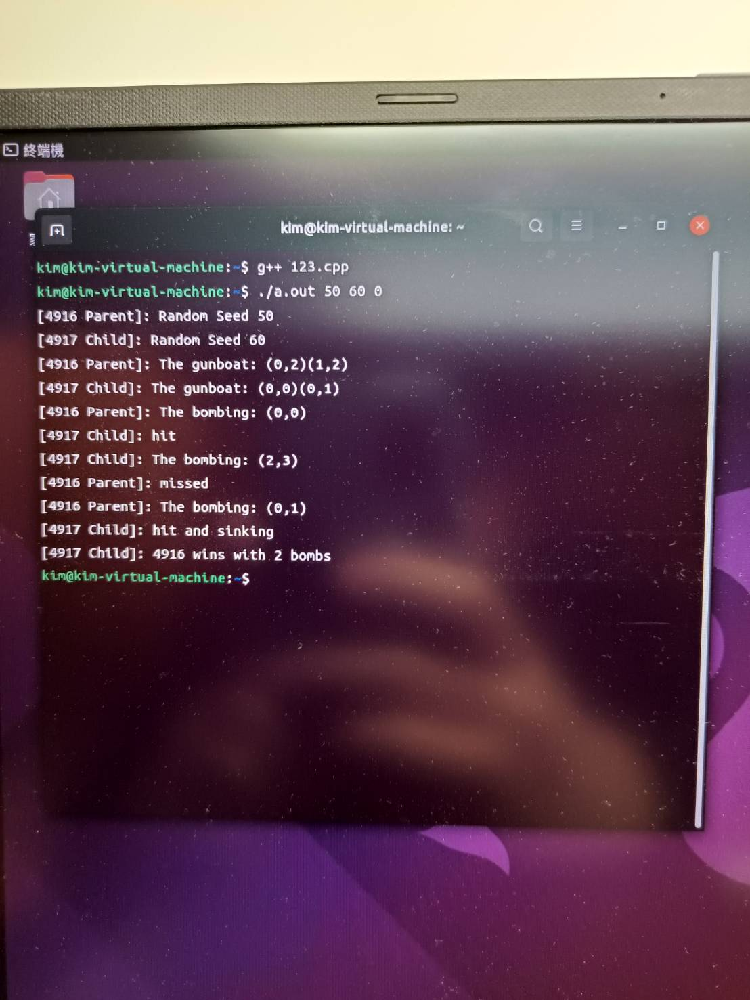 終端機
kim@kim-virtual-machine: ~
kim@kim-virtual-machine:~$ g++ 123.cpp
kim@kim-virtual-machine:~$ ./a.out 50 60 0
[4916 Parent]: Random Seed 50
[4917 Child]: Random Seed 60
[4916 Parent]: The gunboat: (0,2)(1,2)
[4917 Child]: The gunboat: (0,0)(0,1)
[4916 Parent]: The bombing: (0,0)
[4917 Child]: hit
[4917 Child]: The bombing: (2,3)
[4916 Parent]: missed
[4916 Parent]: The bombing: (0,1)
[4917 Child]: hit and sinking
[4917 Child]: 4916 wins with 2 bombs
kim@kim-virtual-machine:~$